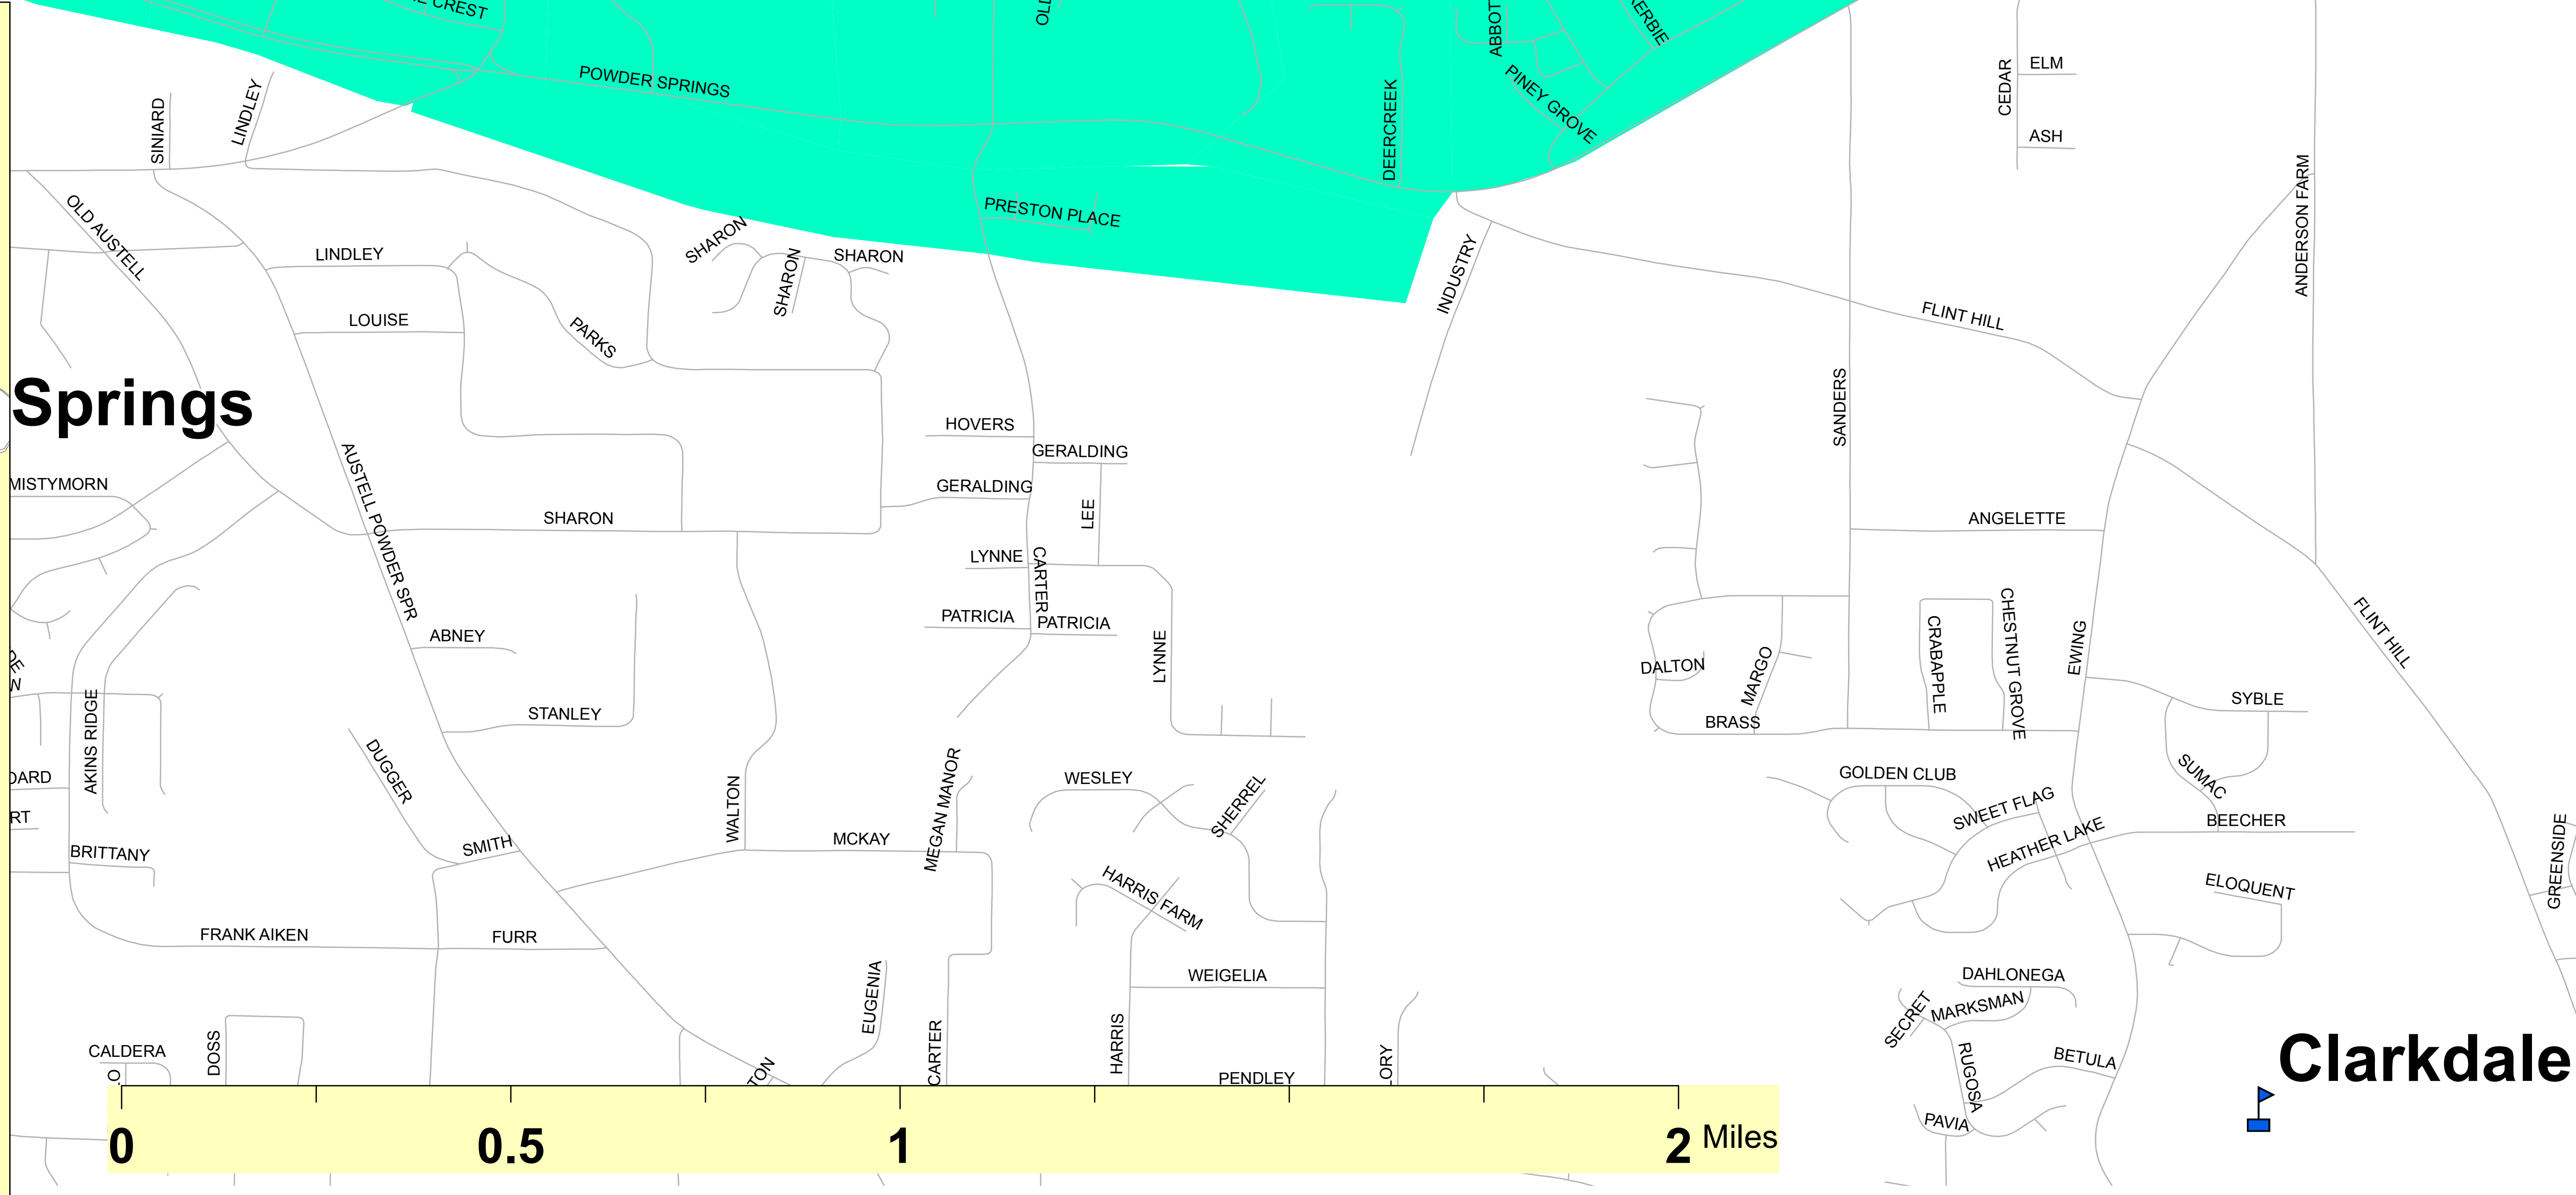 CREST
OLD
ABBOT
POWDER SPRINGS
PINEY GROVE
ELM
CEDAR
ASH
SINIARD
LINDLEY
DEERCREEK
ANDERSON FARM
OLD AUSTELL
PRESTON PLACE
SHARON
SHARON
SHARON
LINDLEY
INDUSTRY
LOUISE
PARKS
FLINT HILL
Springs
SANDERS
HOVERS
GERALDING
GERALDING
MISTYMORN
AUSTELL POWDER SPR
SHARON
LEE
ANGELETTE
LYNNE
CARTER
PATRICIA
PATRICIA
ABNEY
LYNNE
DALTON
MARGO
CRABAPPLE
CHESTNUT GROVE
EWING
FLINT HILL
SYBLE
AKINS RIDGE
STANLEY
BRASS
DUGGER
WALTON
MEGAN MANOR
WESLEY
SHERREL
GOLDEN CLUB
SUMAC
SWEET FLAG
BEECHER
HEATHER LAKE
GREENSIDE
SMITH
MCKAY
BRITTANY
HARRIS FARM
ELOQUENT
FRANK AIKEN
FURR
WEIGELIA
DAHLONEGA
EUGENIA
SECRET
MARKSMAN
CALDERA
DOSS
CARTER
HARRIS
PENDLEY
RUGOSA
BETULA
Clarkdale
PAVIA
0 0.5 1 2 Miles